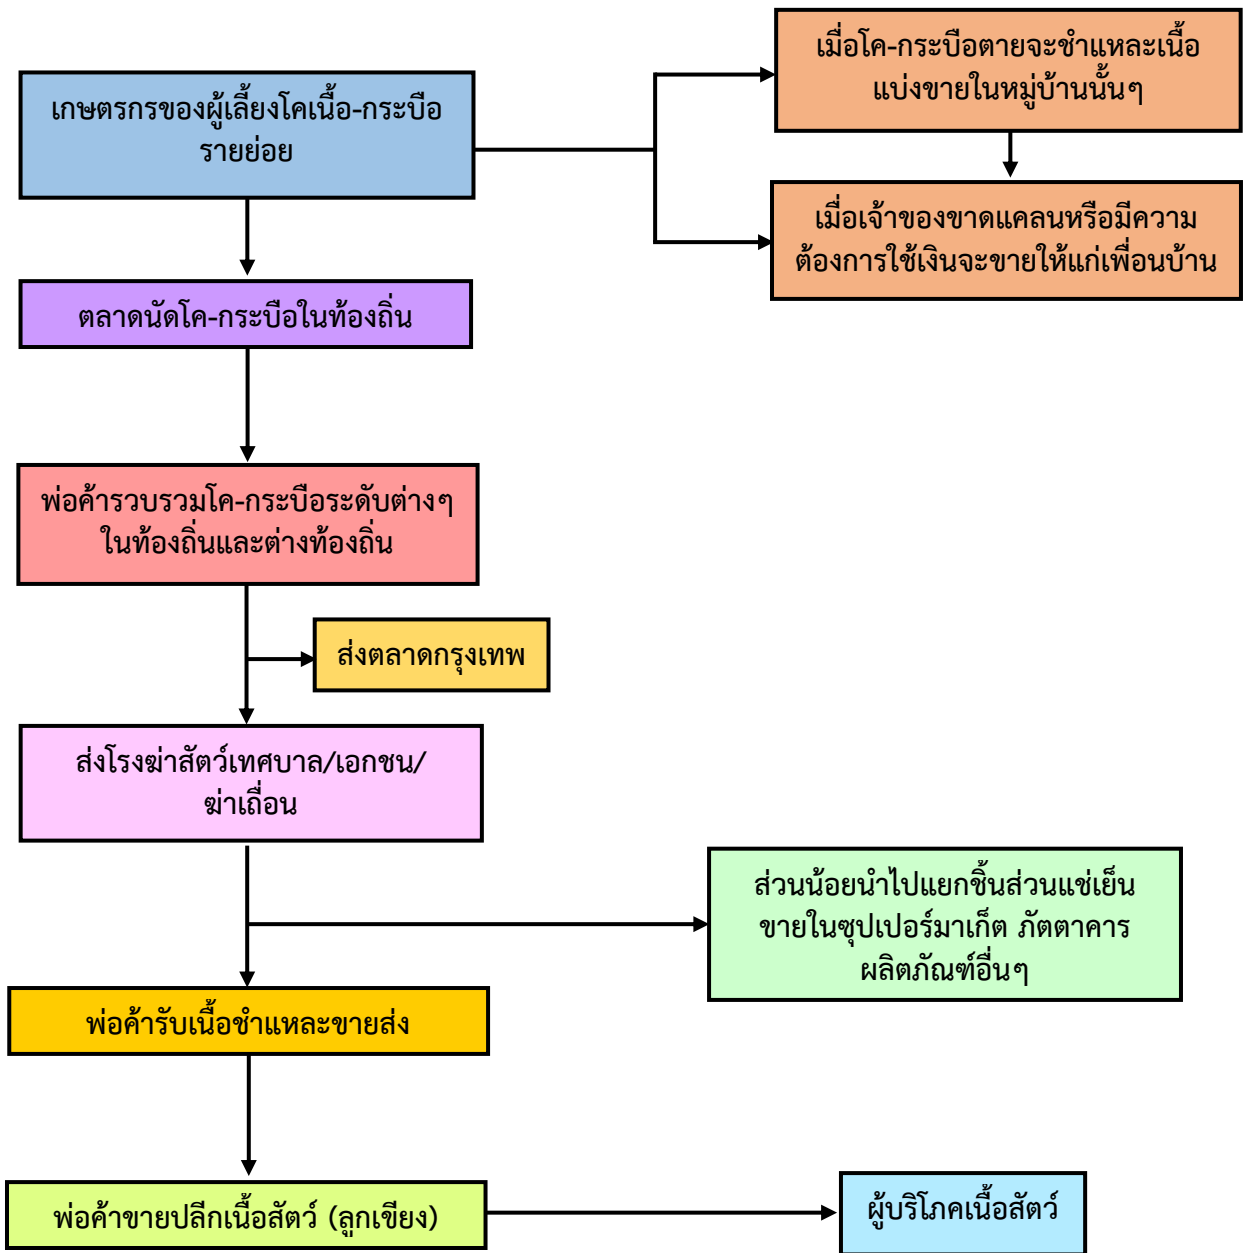 เมื่อโค-กระบือตายจะชำแหละเนื้อ
แบ่งขายในหมู่บ้านนั้นๆ
เกษตรกรของผู้เลี้ยงโคเนื้อ-กระบือ
รายย่อย
เมื่อเจ้าของขาดแคลนหรือมีความ
ต้องการใช้เงินจะขายให้แก่เพื่อนบ้าน
ตลาดนัดโค-กระบือในท้องถิ่น
พ่อค้ารวบรวมโค-กระบือระดับต่างๆ
ในท้องถิ่นและต่างท้องถิ่น
ส่งตลาดกรุงเทพ
ส่งโรงฆ่าสัตว์เทศบาล/เอกชน/
ฆ่าเถื่อน
ส่วนน้อยนำไปแยกชิ้นส่วนแช่เย็น
ขายในซุปเปอร์มาเก็ต ภัตตาคาร
ผลิตภัณฑ์อื่นๆ
พ่อค้ารับเนื้อชำแหละขายส่ง
พ่อค้าขายปลีกเนื้อสัตว์ (ลูกเขียง)
ผู้บริโภคเนื้อสัตว์